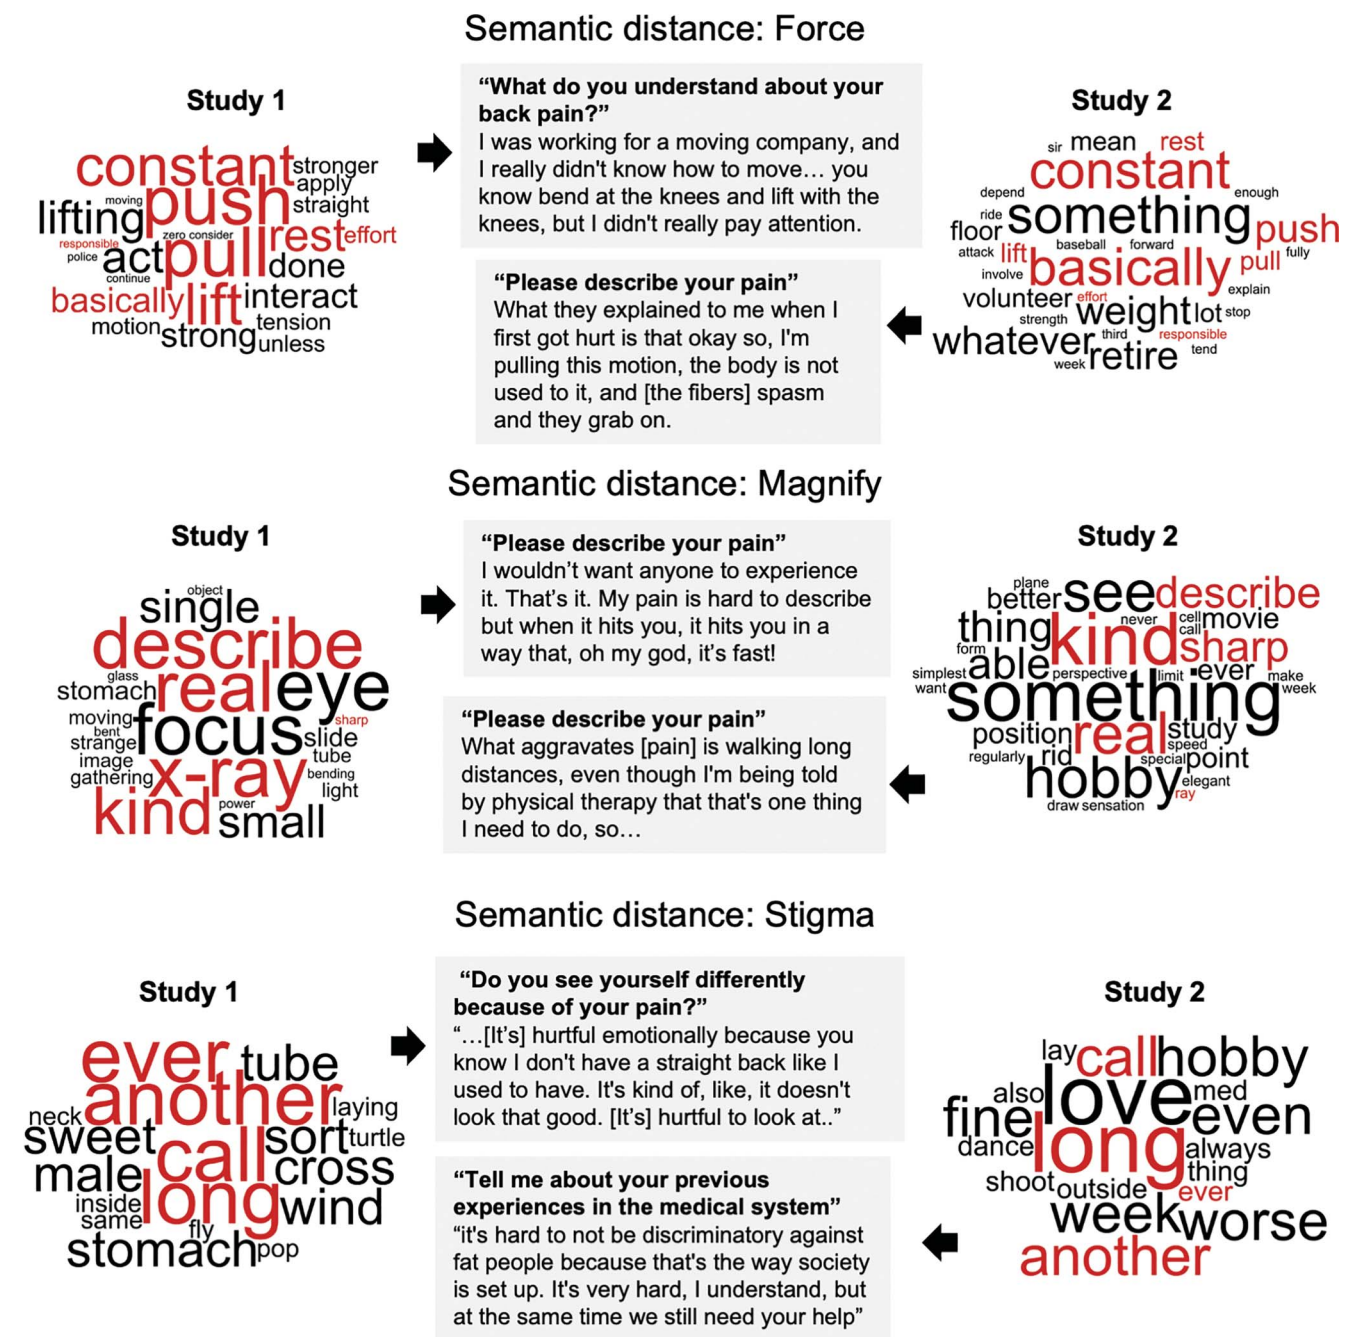 Semantic distance: Force
Study 1
constant
stronger
apply
push
straight
moving
lifting
zero consider
rest
effort
responsible
police
act
pull
done
continue
basically
lift
interact
motion
strong
tension
unless
“What do you understand about your
back pain?”
I was working for a moving company, and
I really didn't know how to move… you
know bend at the knees and lift with the
knees, but I didn't really pay attention.
“Please describe your pain”
What they explained to me when I
first got hurt is that okay so, I'm
pulling this motion, the body is not
used to it, and [the fibers] spasm
and they grab on.
Study 2
sir
mean
rest
constant
depend
enough
ride
something
floor
push
baseball
forward
attack
lift
basically
pull
fully
involve
explain
volunteer
effort
weight
lot
stop
strength
whatever
third
responsible
retire
tend
week
Semantic distance: Magnify
Study 1
object
single
describe
glass
stomach
real
eye
moving
bent
strange
focus
sharp
slide
image
tube
gathering
x-ray
bending
light
kind
power
small
“Please describe your pain”
I wouldn’t want anyone to experience
it. That’s it. My pain is hard to describe
but when it hits you, it hits you in a
way that, oh my god, it’s fast!
“Please describe your pain”
What aggravates [pain] is walking long
distances, even though I'm being told
by physical therapy that that's one thing
I need to do, so…
Study 2
plane
better
see
describe
thing
never
cell
call
movie
kind
sharp
form
able
simplest
perspective
limit
ever
make
want
something
week
position
real
study
speed
regularly
rid
special
point
hobby
elegant
ray
draw sensation
Semantic distance: Stigma
Study 1
ever
tube
another
neck
laying
sweet
call
sort
turtle
male
cross
inside
same
long
wind
fly
stomach
pop
“Do you see yourself differently
because of your pain?”
“…[It’s] hurtful emotionally because you
know I don't have a straight back like I
used to have. It's kind of, like, it doesn't
look that good. [It’s] hurtful to look at..”
“Tell me about your previous
experiences in the medical system”
“it's hard to not be discriminatory against
fat people because that's the way society
is set up. It's very hard, I understand, but
at the same time we still need your help”
Study 2
lay
call
hobby
also
love
med
fine
even
dance
long
always
thing
shoot
outside
ever
week
worse
another